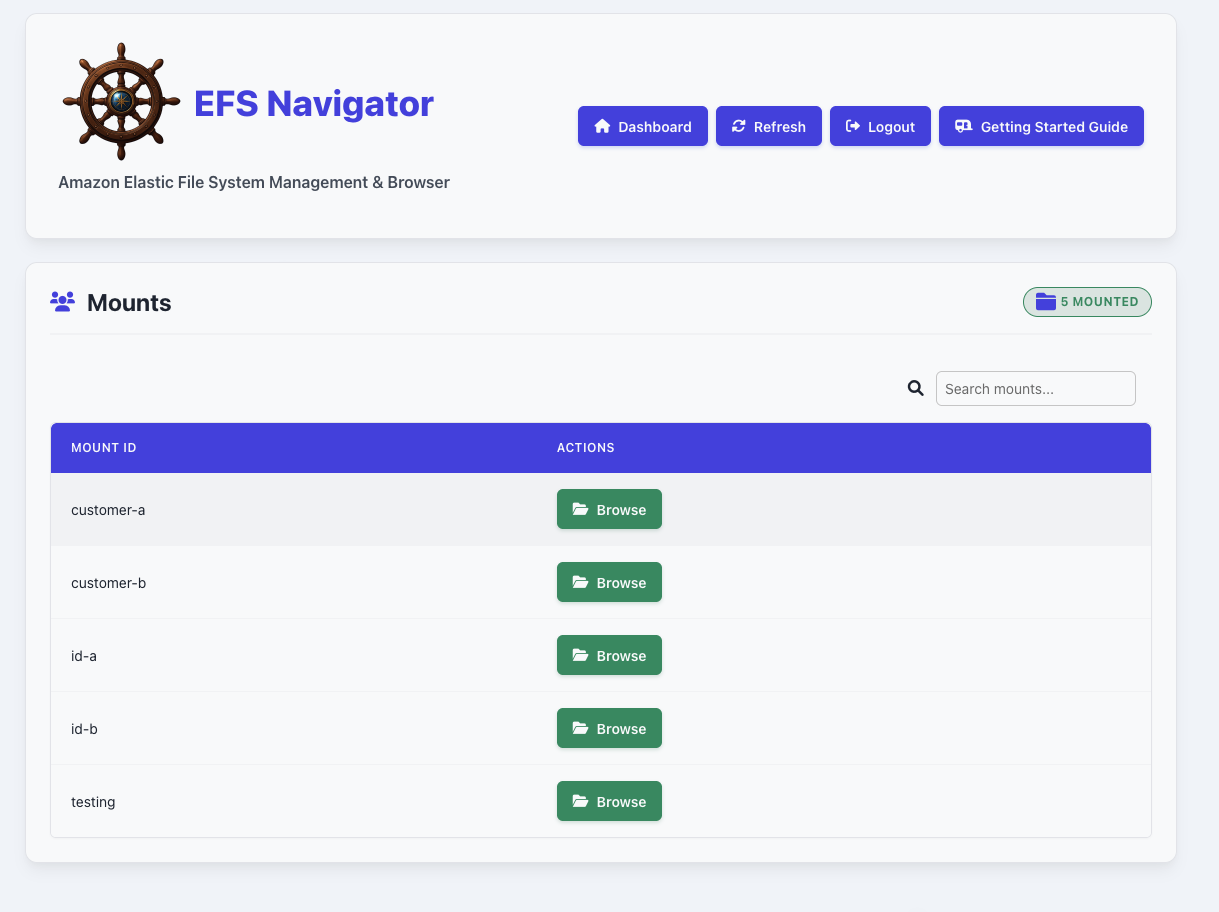 EFS Navigator
Amazon Elastic File System Management & Browser
Dashboard
Refresh
Logout
Getting Started Guide
Mounts
5 MOUNTED
Search mounts...
MOUNT ID ACTIONS
customer-a Browse
customer-b Browse
id-a Browse
id-b Browse
testing Browse